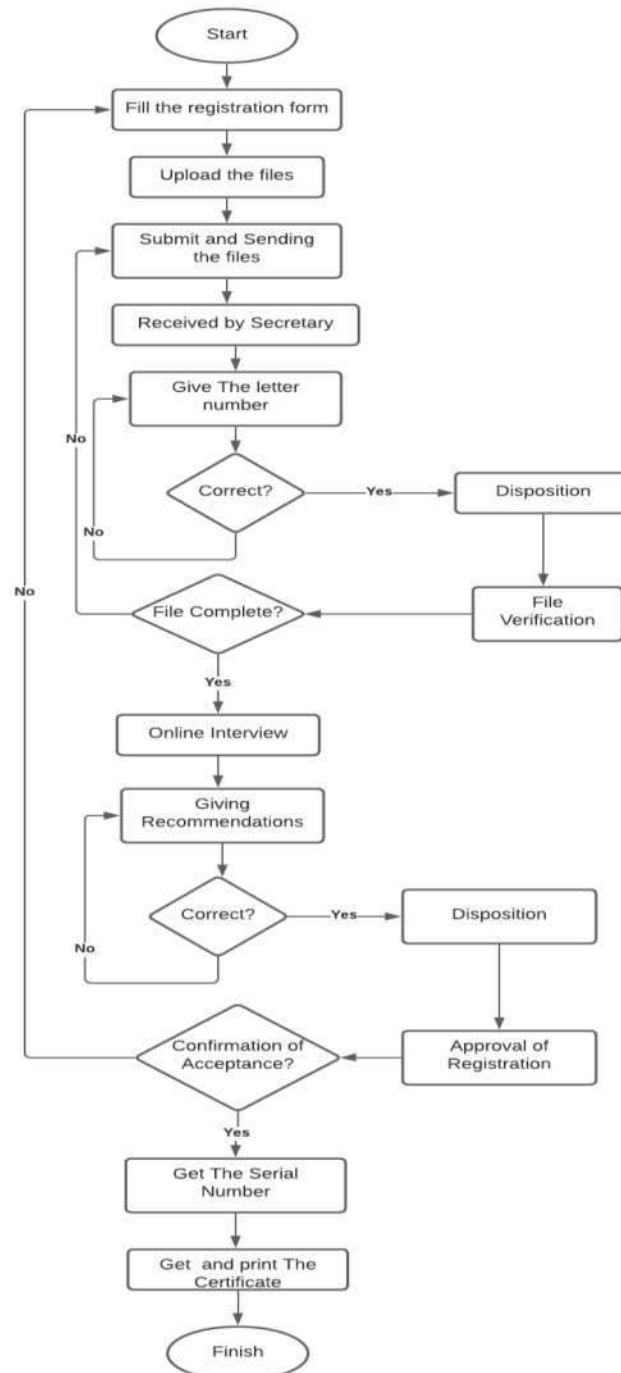 Start
Fill the registration form
Upload the files
Submit and Sending
the files
Received by Secretary
Give The letter
number
No
Correct?
Yes
Disposition
No
No
File Complete?
File
Verification
Yes
Online Interview
Giving
Recommendations
Correct?
Yes
Disposition
No
Confirmation of
Acceptance?
Approval of
Registration
Yes
Get The Serial
Number
Get and print The
Certificate
Finish